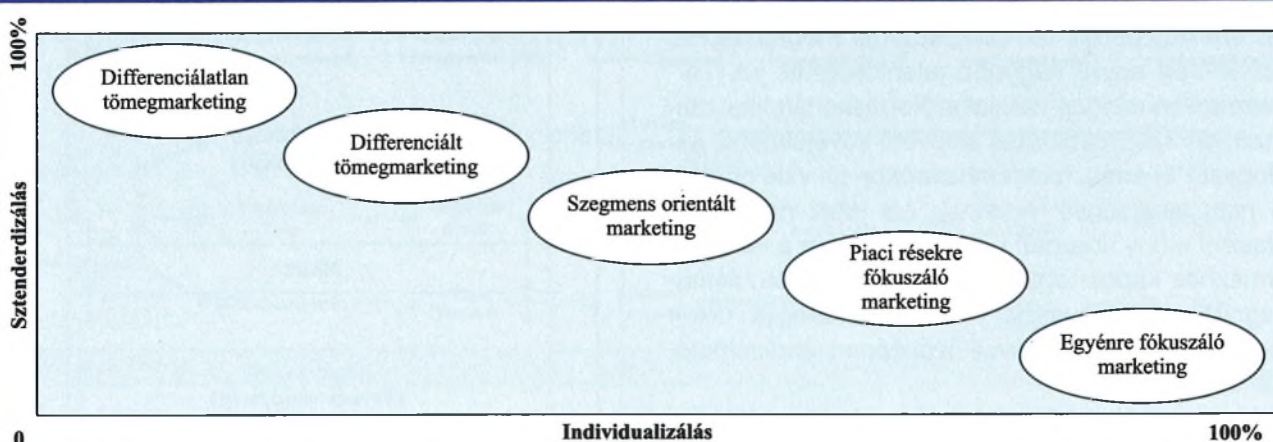 100%
Sztenderdizálás
Differenciálatlan
tömegmarketing
Differenciált
tömegmarketing
Szegmens orientált
marketing
Piaci résekre
fókuszáló
marketing
Egyénre fókuszáló
marketing
0
Individualizálás
100%